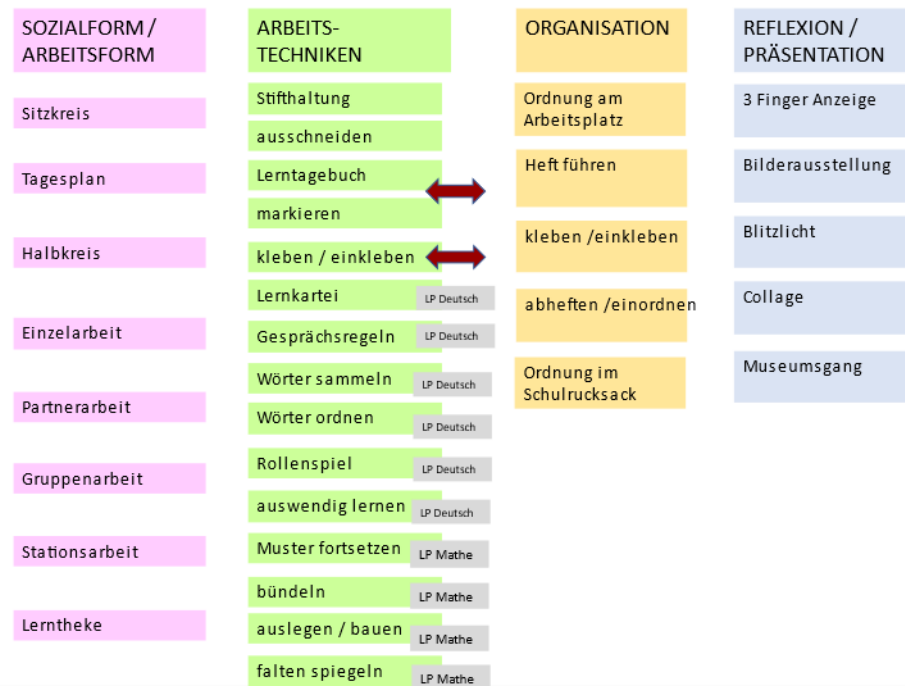 SOZIALFORM /
ARBEITSFORM
Sitzkreis
Tagesplan
Halbkreis
Einzelarbeit
Partnerarbeit
Gruppenarbeit
Stationsarbeit
Lerntheke
ARBEITS-
TECHNIKEN
Stifthaltung
ausschneiden
Lerntagebuch
markieren
kleben / einkleben
Lernkartei
LP Deutsch
Gesprächsregeln
LP Deutsch
Wörter sammeln
LP Deutsch
Wörter ordnen
LP Deutsch
Rollenspiel
LP Deutsch
auswendig lernen
LP Deutsch
Muster fortsetzen
LP Mathe
bündeln
LP Mathe
auslegen / bauen
LP Mathe
falten spiegeln
LP Mathe
ORGANISATION
Ordnung am
Arbeitsplatz
Heft führen
kleben /einkleben
abheften /einordnen
Ordnung im
Schulrucksack
REFLEXION /
PRÄSENTATION
3 Finger Anzeige
Bilderausstellung
Blitzlicht
Collage
Museumsgang